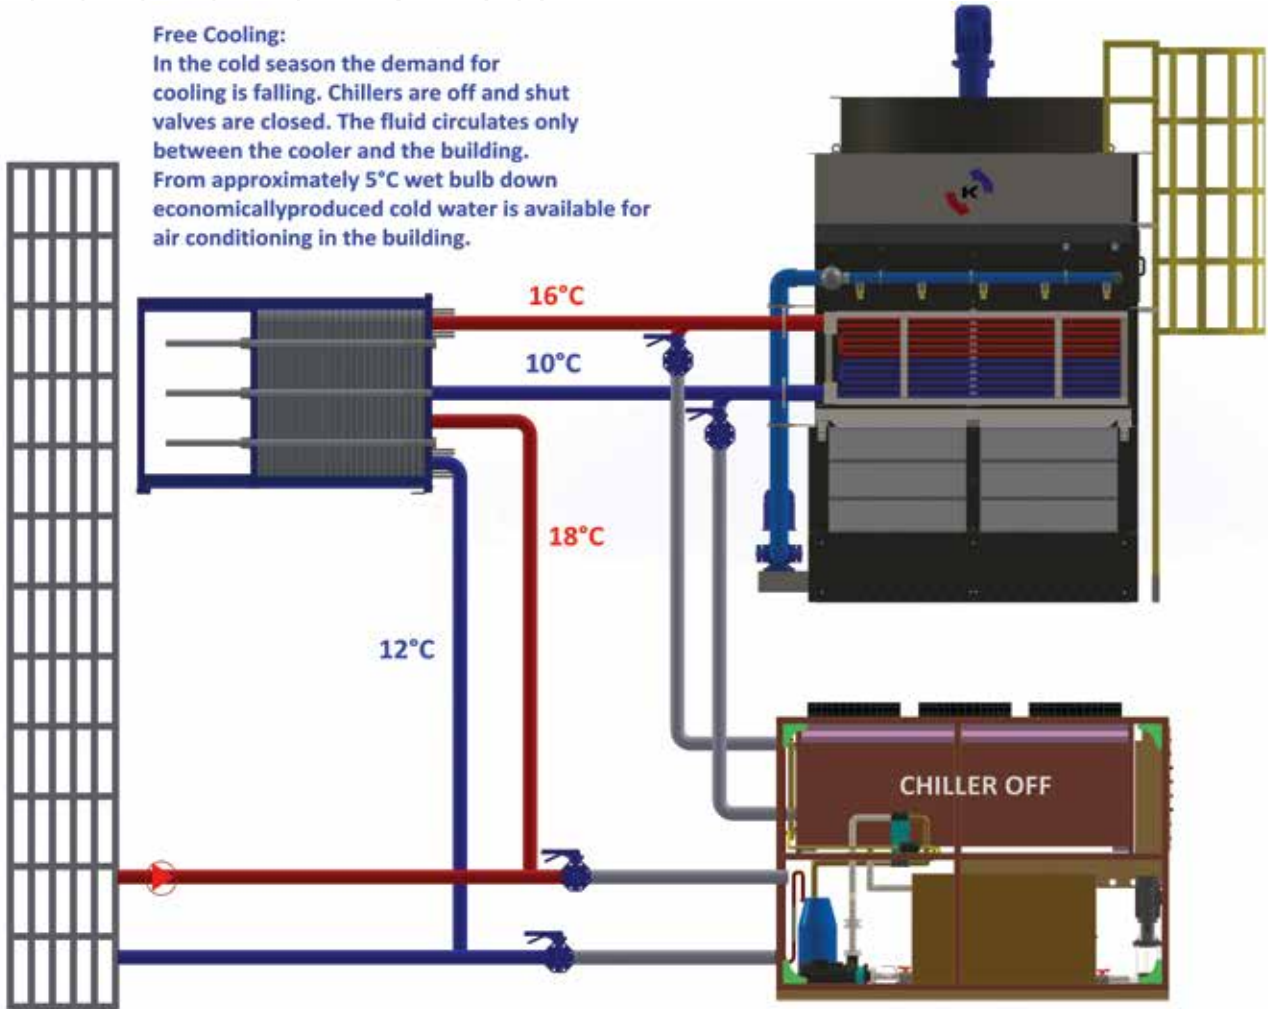 Free Cooling:
In the cold season the demand for
cooling is falling. Chillers are off and shut
valves are closed. The fluid circulates only
between the cooler and the building.
From approximately 5°C wet bulb down
economicallyproduced cold water is available for
air conditioning in the building.
16°C
10°C
18°C
12°C
K
CHILLER OFF